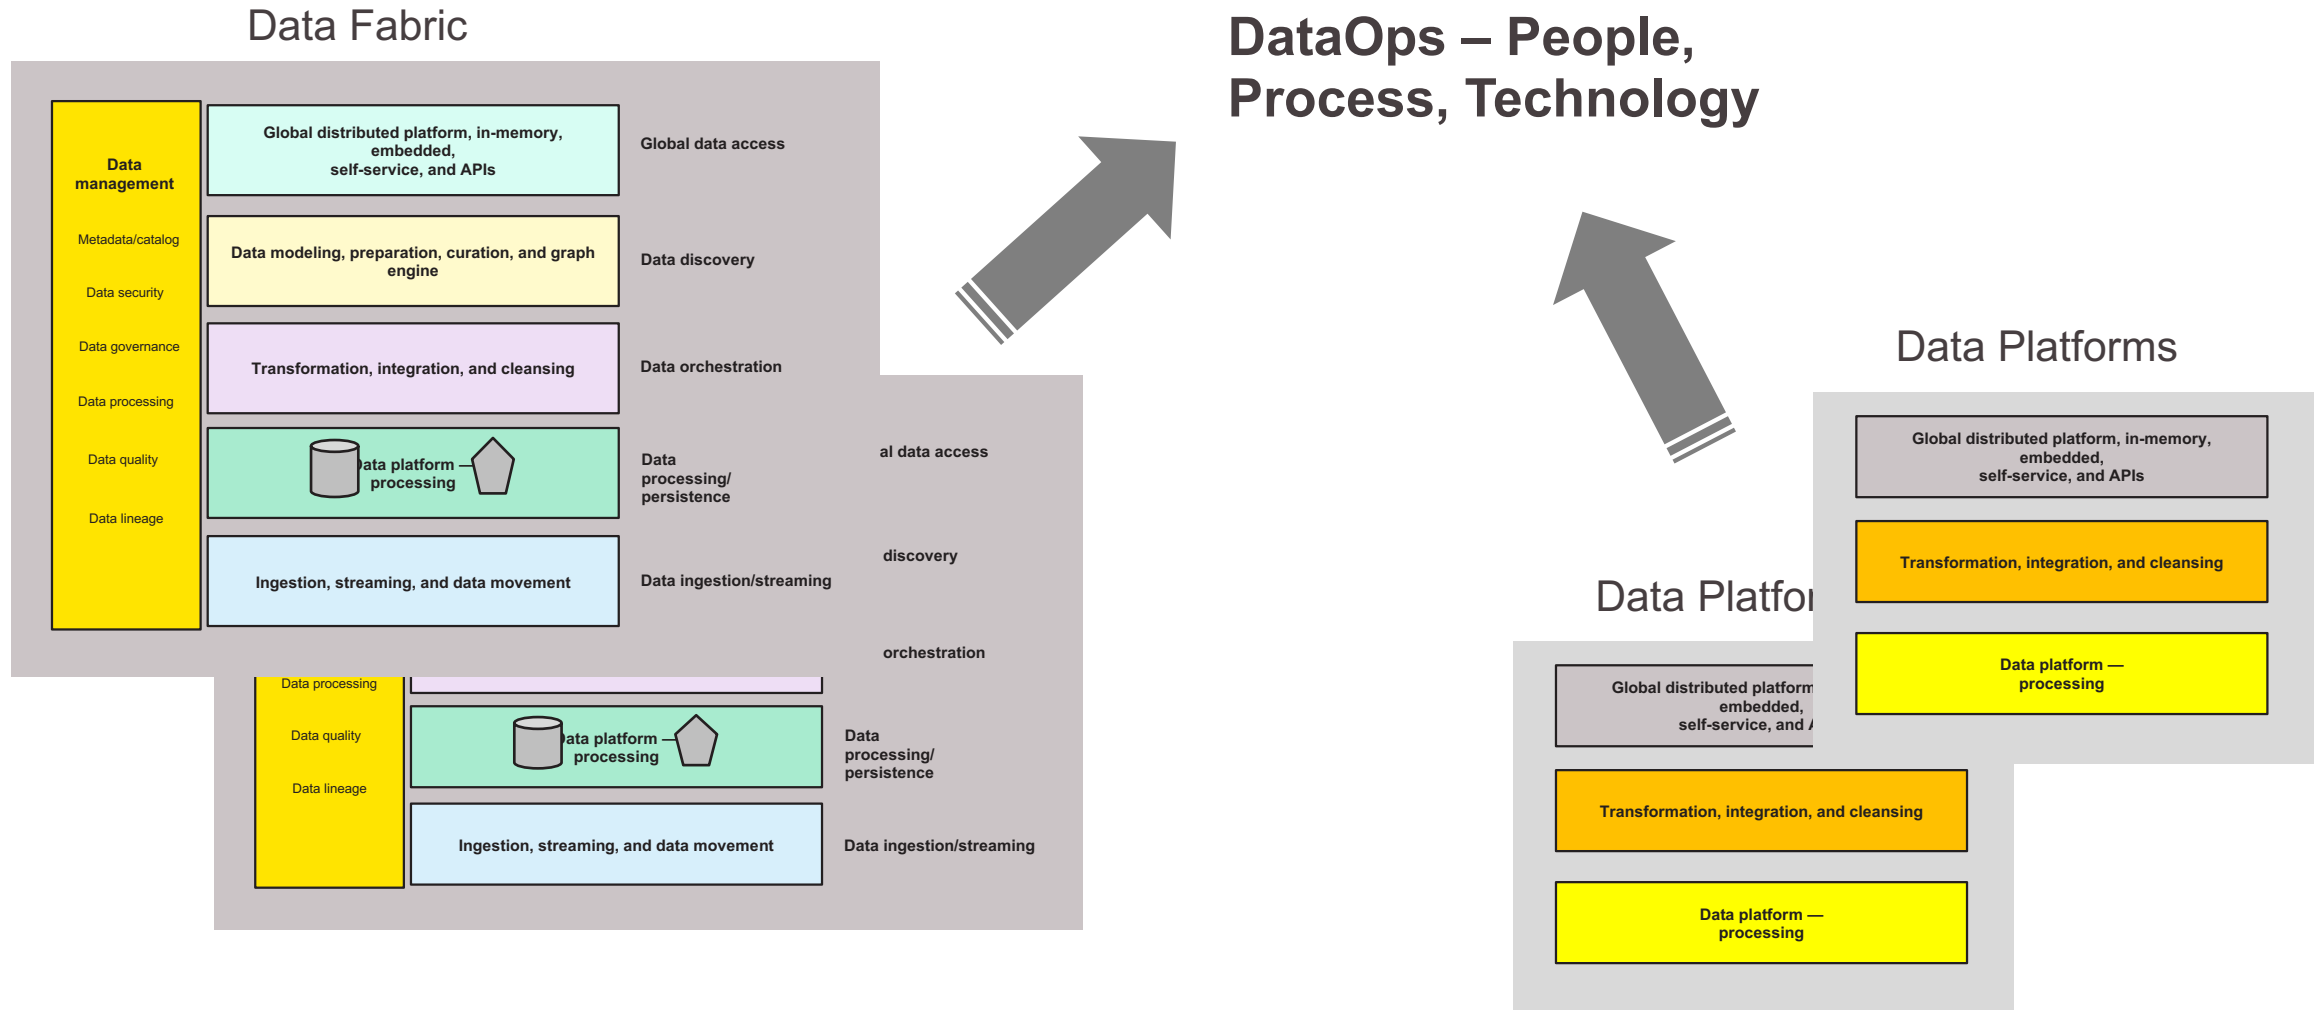 Data Fabric
DataOps – People,
Process, Technology
Data
management
Metadata/catalog
Data security
Data governance
Data processing
Data quality
Data lineage
Global distributed platform, in-memory,
embedded,
self-service, and APIs
Global data access
Data modeling, preparation, curation, and graph
engine
Data discovery
Transformation, integration, and cleansing
Data orchestration
ata platform —
processing
Data
processing/
persistence
Ingestion, streaming, and data movement
Data ingestion/streaming
al data access
discovery
orchestration
Data processing
Data quality
Data lineage
ata platform —
processing
Data
processing/
persistence
Ingestion, streaming, and data movement
Data ingestion/streaming
Data Platforms
Global distributed platform, in-memory,
embedded,
self-service, and APIs
Transformation, integration, and cleansing
Data platform —
processing
Data Platfor
Global distributed platform
embedded,
self-service, and
Transformation, integration, and cleansing
Data platform —
processing